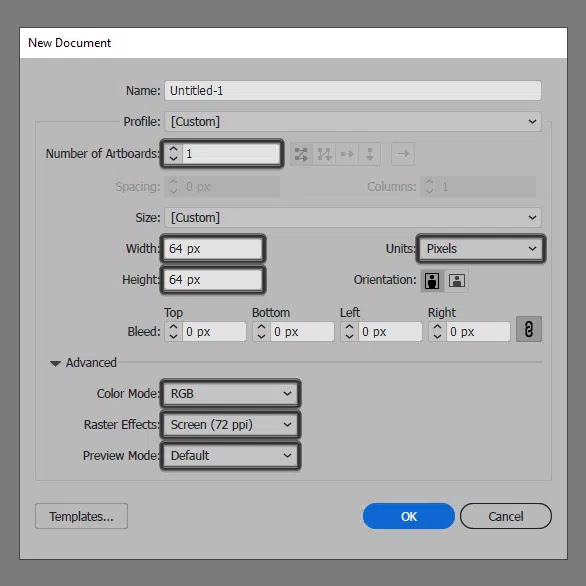 New Document
Name: Untitled-1
Profile: [Custom]
Number of Artboards: 1
Spacing: 0 px Columns: 1
Size: [Custom]
Width: 64 px Units: Pixels
Height: 64 px Orientation:
Top Bottom Left Right
Bleed: 0 px 0 px 0 px 0 px
Advanced
Color Mode: RGB
Raster Effects: Screen (72 ppi)
Preview Mode: Default
Templates... OK Cancel